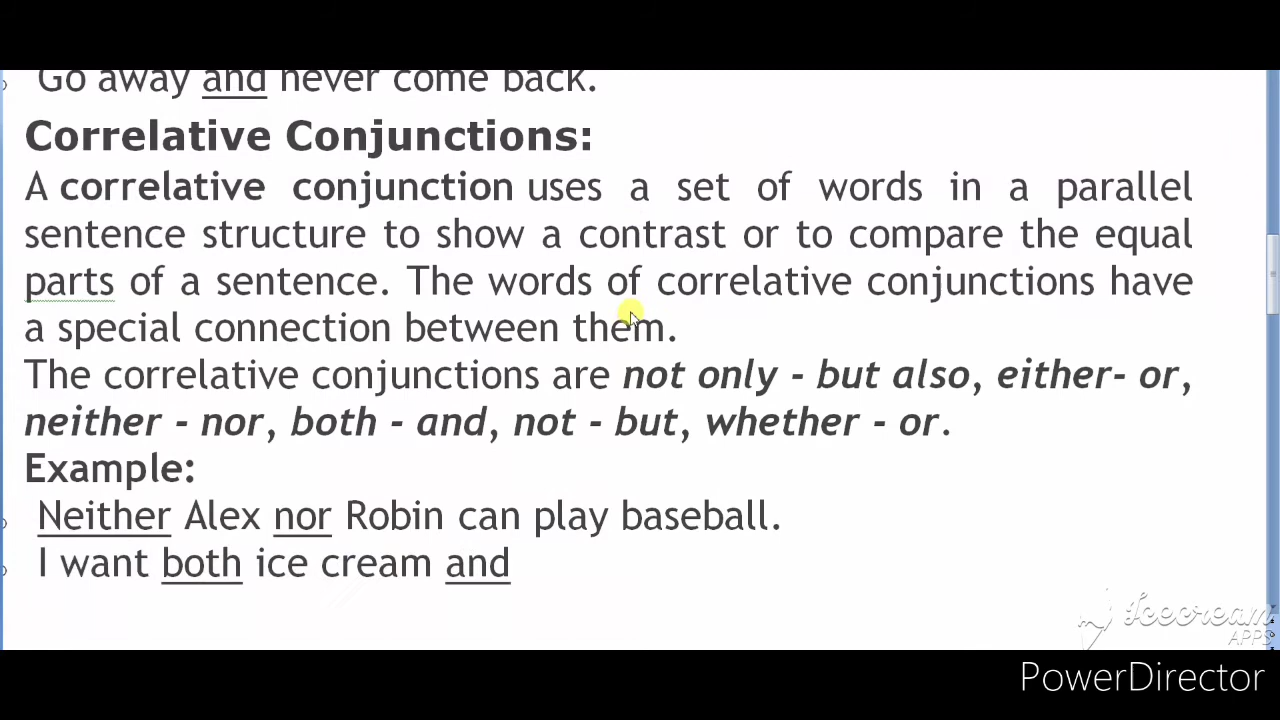 Go away and never come back.
Correlative Conjunctions:
A correlative conjunction uses a set of words in a parallel
sentence structure to show a contrast or to compare the equal
parts of a sentence. The words of correlative conjunctions have
a special connection between them.
The correlative conjunctions are not only - but also, either- or,
neither - nor, both - and, not - but, whether - or.
Example:
Neither Alex nor Robin can play baseball.
I want both ice cream and
Icecream
APPS
PowerDirector